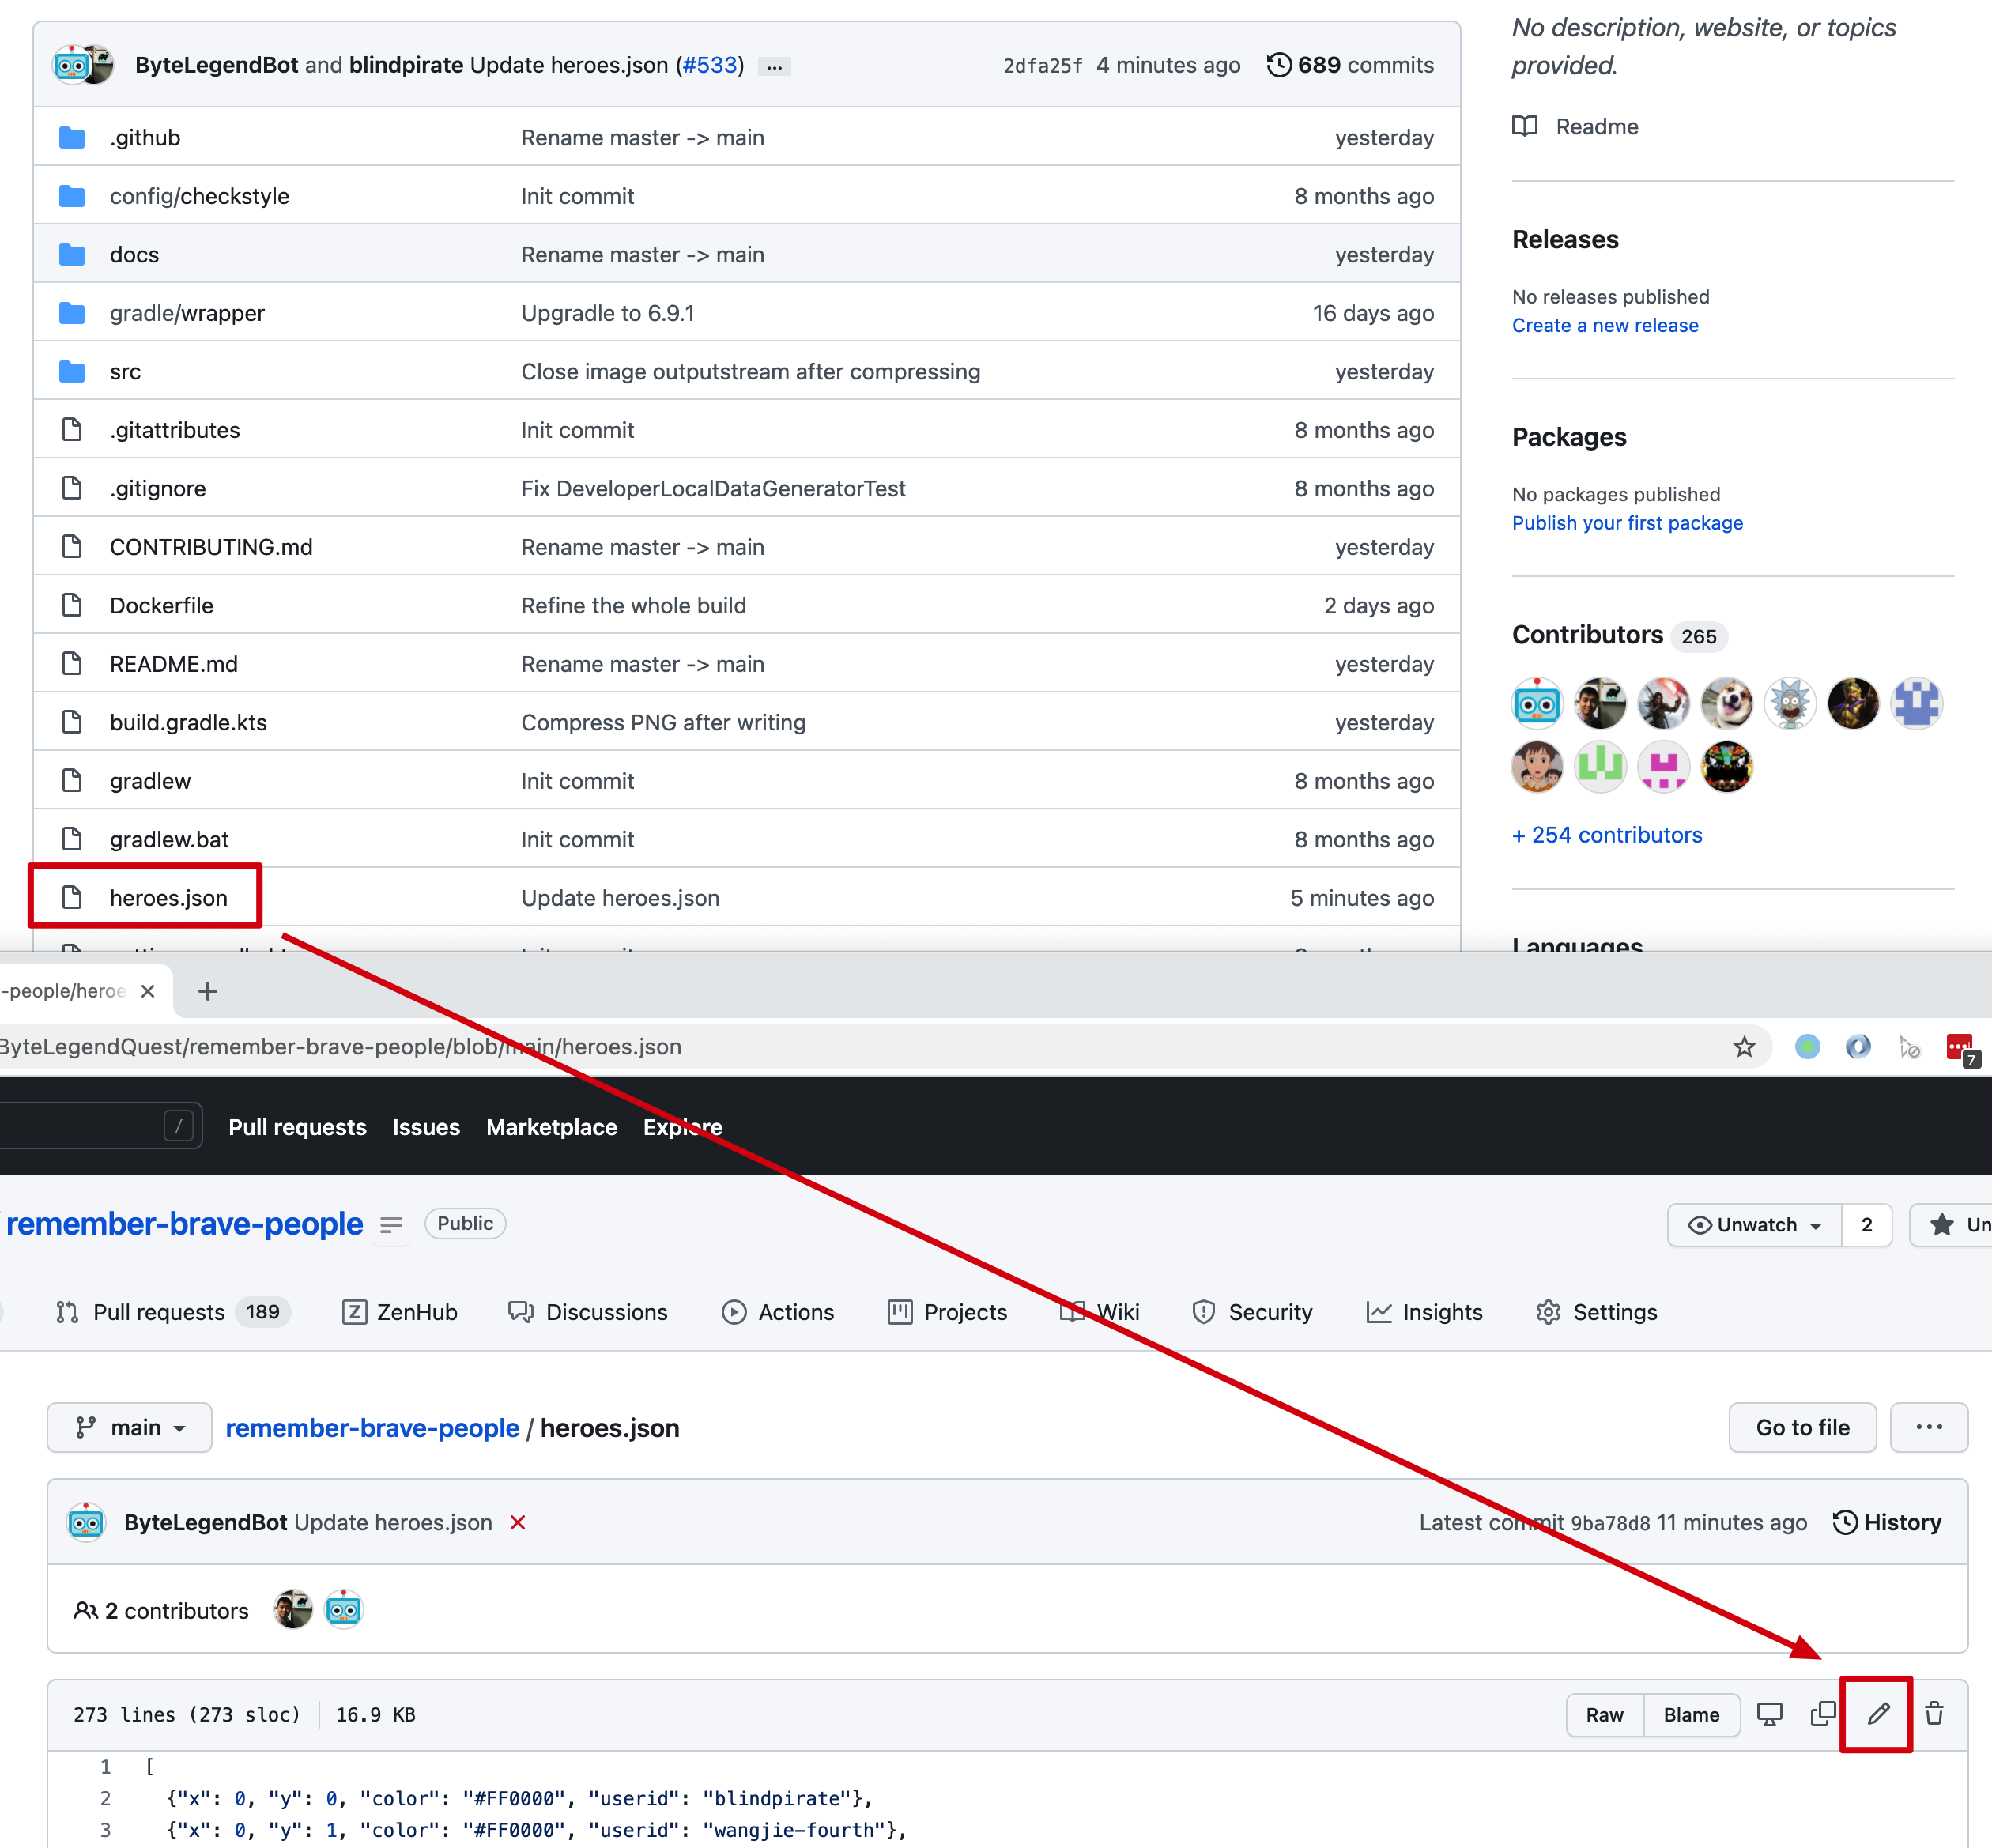 ByteLegendBot and blindpirate Update heroes.json (#533) ... 2dfa25f 4 minutes ago 689 commits
.github Rename master -> main yesterday
config/checkstyle Init commit 8 months ago
docs Rename master -> main yesterday
gradle/wrapper Upgrade to 6.9.1 16 days ago
src Close image outputstream after compressing yesterday
.gitattributes Init commit 8 months ago
.gitignore Fix DeveloperLocalDataGeneratorTest 8 months ago
CONTRIBUTING.md Rename master -> main yesterday
Dockerfile Refine the whole build 2 days ago
README.md Rename master -> main yesterday
build.gradle.kts Compress PNG after writing yesterday
gradlew Init commit 8 months ago
gradlew.bat Init commit 8 months ago
heroes.json Update heroes.json 5 minutes ago
No description, website, or topics
provided.
Readme
Releases
No releases published
Create a new release
Packages
No packages published
Publish your first package
Contributors 265
+ 254 contributors
Languages
-people/heroe
ByteLegendQuest/remember-brave-people/blob/main/heroes.json
7
/ Pull requests Issues Marketplace Explore
/ remember-brave-people Public Unwatch 2 Un
Pull requests 189 ZenHub Discussions Actions Projects Wiki Security Insights Settings
main remember-brave-people / heroes.json Go to file ...
ByteLegendBot Update heroes.json Latest commit 9ba78d8 11 minutes ago History
2 contributors
273 lines (273 sloc) 16.9 KB Raw Blame
1 [
2 {"x": 0, "y": 0, "color": "#FF0000", "userid": "blindpirate"},
3 {"x": 0, "y": 1, "color": "#FF0000", "userid": "wangjie-fourth"},